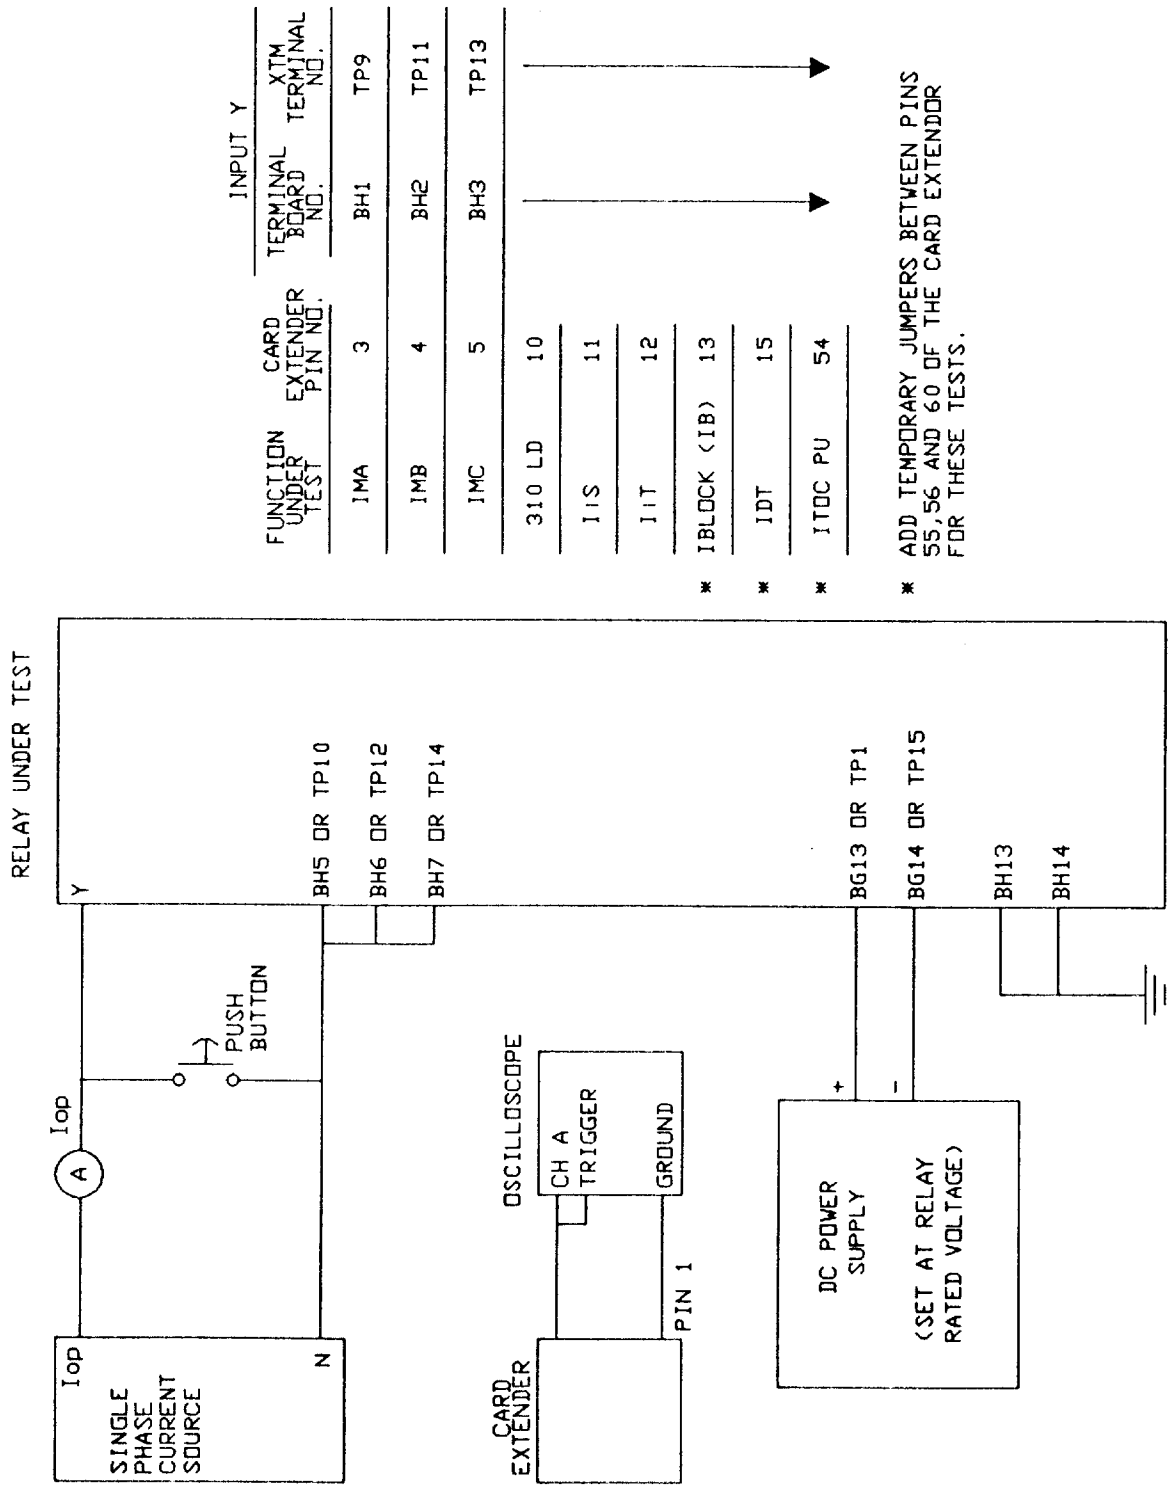 RELAY UNDER TEST
SINGLE
PHASE
CURRENT
SOURCE
Iop
N
A
Iop
PUSH
BUTTON
Y
BH5 OR TP10
BH6 OR TP12
BH7 OR TP14
CARD
EXTENDER
PIN 1
OSCILLOSCOPE
CH A
TRIGGER
GROUND
DC POWER
SUPPLY
(SET AT RELAY
RATED VOLTAGE)
+
-
BG13 OR TP1
BG14 OR TP15
BH13
BH14
INPUT Y
FUNCTION
UNDER
TEST
CARD
EXTENDER
PIN NO.
TERMINAL
BOARD
NO.
XTM
TERMINAL
NO.
IMA 3 BH1 TP9
IMB 4 BH2 TP11
IMC 5 BH3 TP13
310 LD 10
I1S 11
I1T 12
* IBLOCK (IB) 13
* IDT 15
* ITOC PU 54
* ADD TEMPORARY JUMPERS BETWEEN PINS
55,56 AND 60 OF THE CARD EXTENDOR
FOR THESE TESTS.